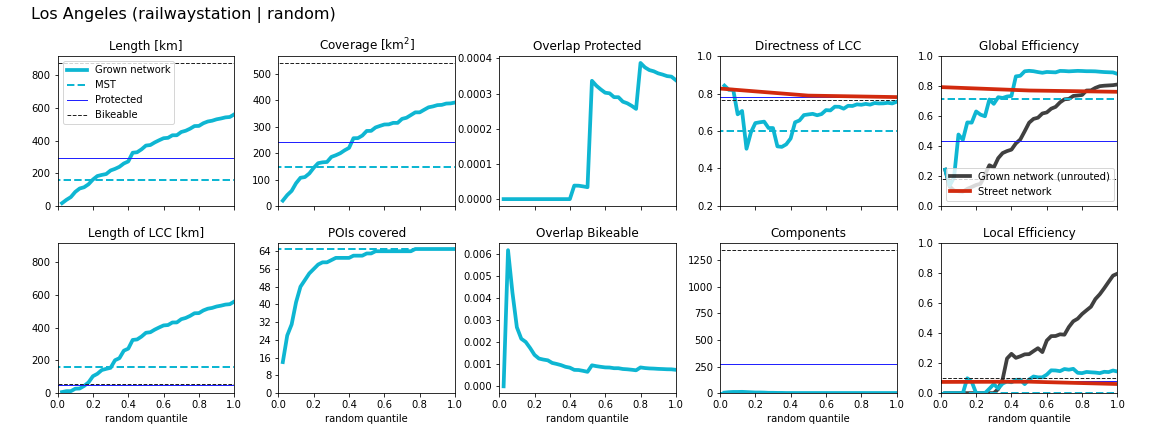 Los Angeles (railwaystation | random)
Length [km]
800
600
400
200
0
Grown network
MST
Protected
Bikeable
Coverage [km²]
500
400
300
200
100
0
Overlap Protected
0.0004
0.0003
0.0002
0.0001
0.0000
Directness of LCC
1.0
0.8
0.6
0.4
0.2
Global Efficiency
1.0
0.8
0.6
0.4
0.2
0.0
Grown network (unrouted)
Street network
Length of LCC [km]
800
600
400
200
0
0.0 0.2 0.4 0.6 0.8 1.0
random quantile
POIs covered
64
56
48
40
32
24
16
8
0
0.0 0.2 0.4 0.6 0.8 1.0
random quantile
Overlap Bikeable
0.006
0.005
0.004
0.003
0.002
0.001
0.000
0.0 0.2 0.4 0.6 0.8 1.0
random quantile
Components
1250
1000
750
500
250
0
0.0 0.2 0.4 0.6 0.8 1.0
random quantile
Local Efficiency
1.0
0.8
0.6
0.4
0.2
0.0
0.0 0.2 0.4 0.6 0.8 1.0
random quantile